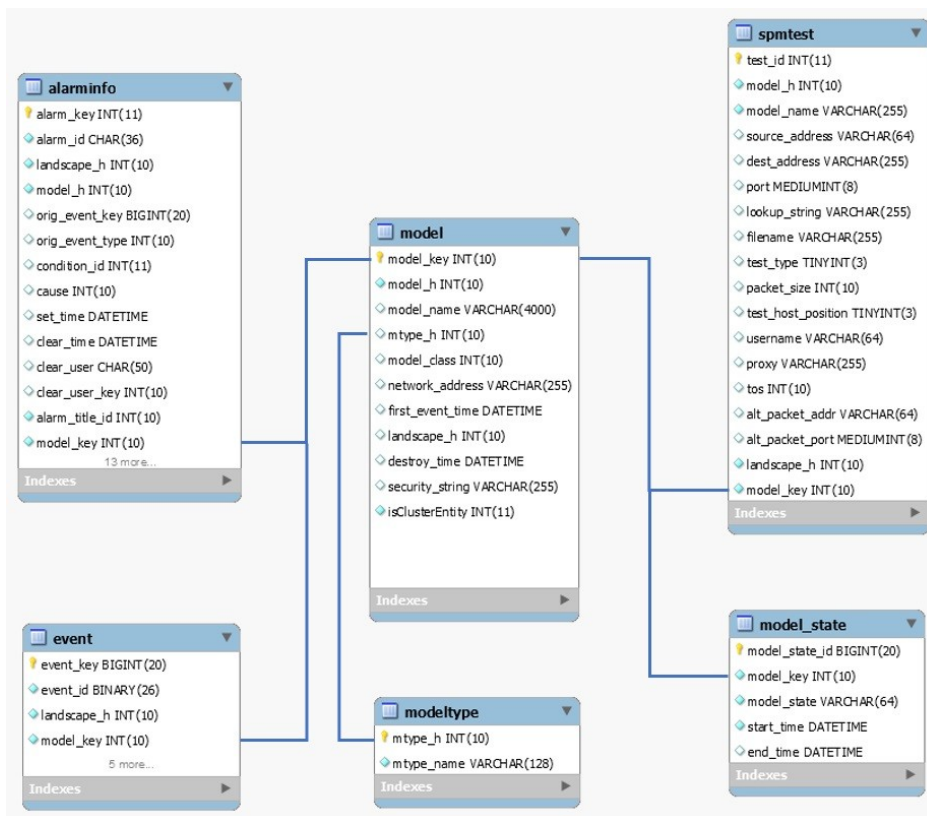 alarminfo
alarm_key INT(11)
alarm_id CHAR(36)
landscape_h INT(10)
model_h INT(10)
orig_event_key BIGINT(20)
orig_event_type INT(10)
condition_id INT(11)
cause INT(10)
set_time DATETIME
clear_time DATETIME
clear_user CHAR(50)
clear_user_key INT(10)
alarm_title_id INT(10)
model_key INT(10)
13 more...
Indexes
event
event_key BIGINT(20)
event_id BINARY(26)
landscape_h INT(10)
model_key INT(10)
5 more...
Indexes
model
model_key INT(10)
model_h INT(10)
model_name VARCHAR(4000)
mtype_h INT(10)
model_class INT(10)
network_address VARCHAR(255)
first_event_time DATETIME
landscape_h INT(10)
destroy_time DATETIME
security_string VARCHAR(255)
isClusterEntity INT(11)
Indexes
modeltype
mtype_h INT(10)
mtype_name VARCHAR(128)
Indexes
spmtest
test_id INT(11)
model_h INT(10)
model_name VARCHAR(255)
source_address VARCHAR(64)
dest_address VARCHAR(255)
port MEDIUMINT(8)
lookup_string VARCHAR(255)
filename VARCHAR(255)
test_type TINYINT(3)
packet_size INT(10)
test_host_position TINYINT(3)
username VARCHAR(64)
proxy VARCHAR(255)
tos INT(10)
alt_packet_addr VARCHAR(64)
alt_packet_port MEDIUMINT(8)
landscape_h INT(10)
model_key INT(10)
Indexes
model_state
model_state_id BIGINT(20)
model_key INT(10)
model_state VARCHAR(64)
start_time DATETIME
end_time DATETIME
Indexes